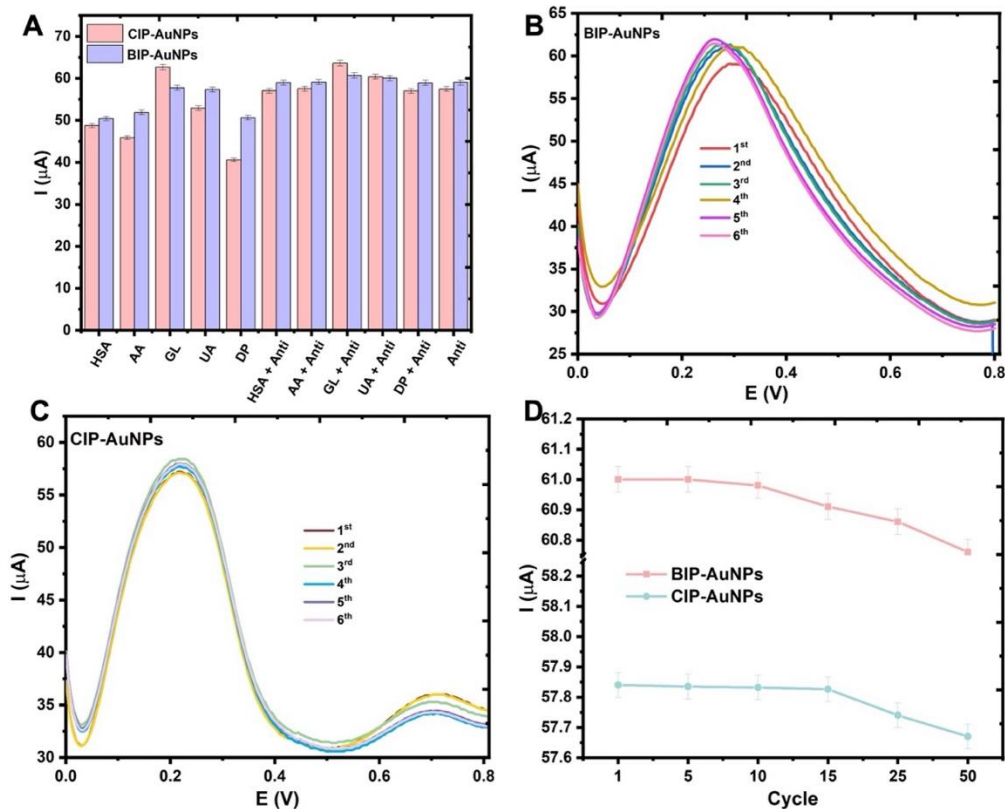 A
CIP-AuNPs
BIP-AuNPs
70
60
50
40
30
20
10
0
I (µA)
HSA
AA
GL
UA
DP
HSA + Anti
AA + Anti
GL + Anti
UA + Anti
DP + Anti
Anti
B
BIP-AuNPs
65
60
55
50
45
40
35
30
25
I (µA)
1st
2nd
3rd
4th
5th
6th
0.0 0.2 0.4 0.6 0.8
E (V)
C
CIP-AuNPs
60
55
50
45
40
35
30
I (µA)
1st
2nd
3rd
4th
5th
6th
0.0 0.2 0.4 0.6 0.8
E (V)
D
61.2
61.1
61.0
60.9
60.8
58.2
58.1
58.0
57.9
57.8
57.7
57.6
I (µA)
BIP-AuNPs
CIP-AuNPs
1 5 10 15 25 50
Cycle